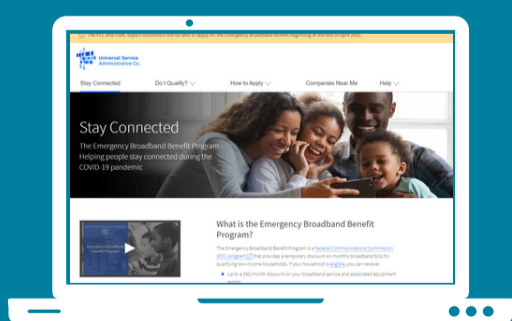 The FCC and USAC expect consumers will be able to apply for the Emergency Broadband Benefit beginning at the end of April 2021.
Universal Service
Administrative Co.
Stay Connected
Do I Qualify?
How to Apply
Companies Near Me
Help
Stay Connected
The Emergency Broadband Benefit Program -
Helping people stay connected during the
COVID-19 pandemic
What is the Emergency Broadband Benefit
Program?
The Emergency Broadband Benefit Program is a Federal Communications Commission
(FCC) program that provides a temporary discount on monthly broadband bills for
qualifying low-income households. If your household is eligible, you can receive:
Up to a $50/month discount on your broadband service and associated equipment
rentals
Emergency Broadband
Benefit Program